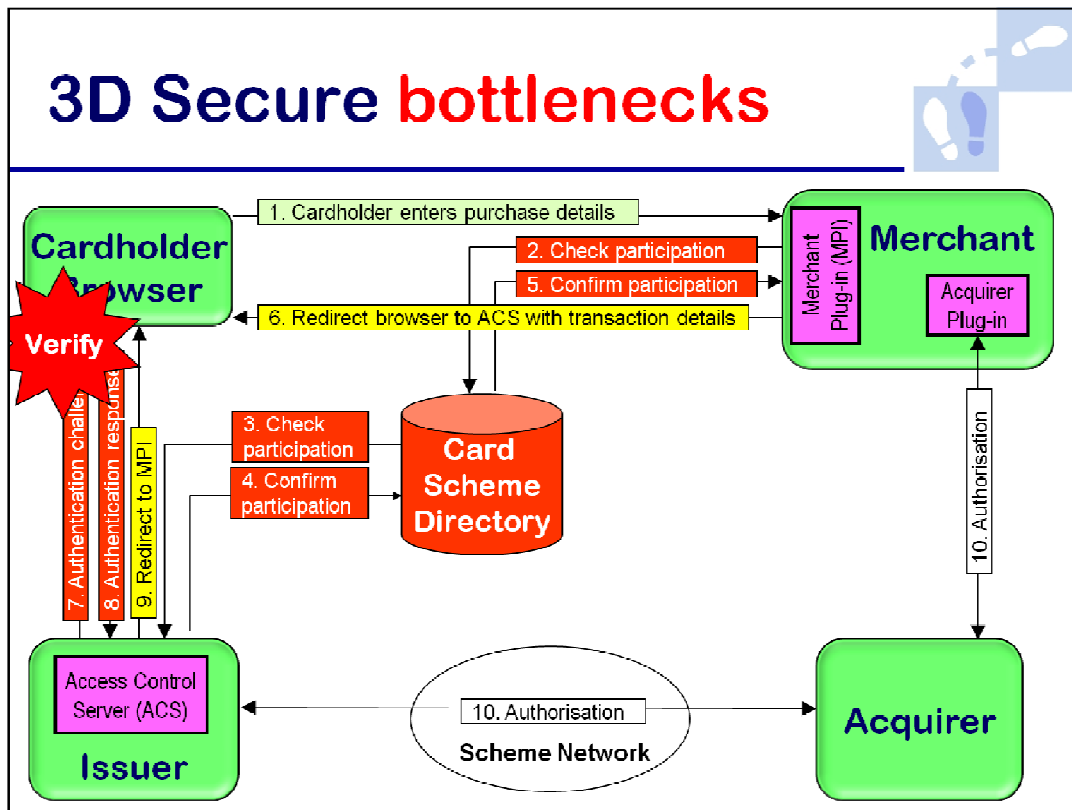 3D Secure bottlenecks
1. Cardholder enters purchase details
Cardholder
Browser
Verify
2. Check participation
5. Confirm participation
6. Redirect browser to ACS with transaction details
Merchant
Plug-in (MPI)
Merchant
Acquirer
Plug-in
3. Check
participation
4. Confirm
participation
Card
Scheme
Directory
7. Authentication challe
8. Authentication response
9. Redirect to MPI
10. Authorisation
Access Control
Server (ACS)
Issuer
10. Authorisation
Scheme Network
Acquirer